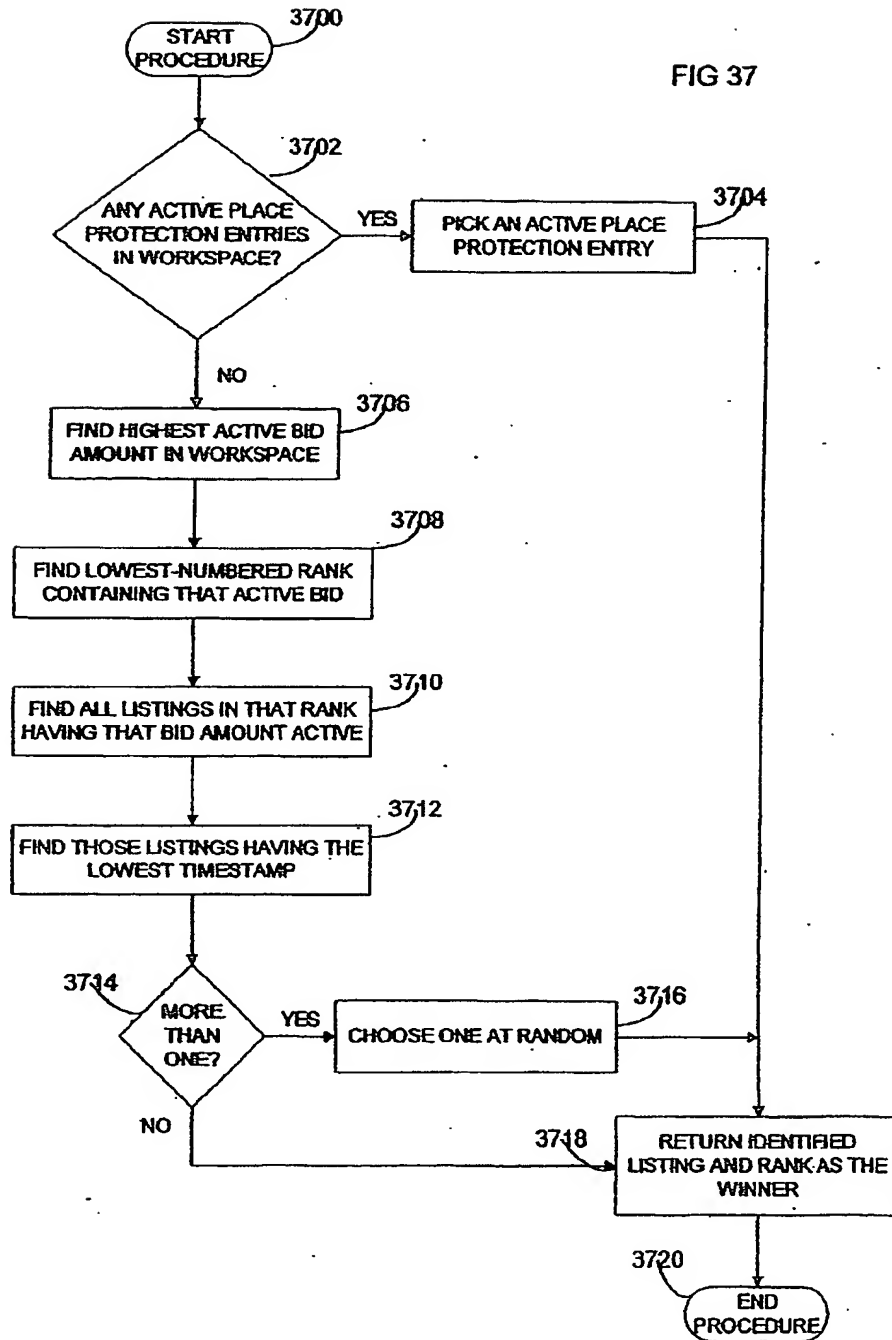 3700
START
PROCEDURE
FIG 37
3702
ANY ACTIVE PLACE
PROTECTION ENTRIES
IN WORKSPACE?
YES
3704
PICK AN ACTIVE PLACE
PROTECTION ENTRY
NO
3706
FIND HIGHEST ACTIVE BID
AMOUNT IN WORKSPACE
3708
FIND LOWEST-NUMBERED RANK
CONTAINING THAT ACTIVE BID
3710
FIND ALL LISTINGS IN THAT RANK
HAVING THAT BID AMOUNT ACTIVE
3712
FIND THOSE LISTINGS HAVING THE
LOWEST TIMESTAMP
3714
MORE
THAN
ONE?
YES
3716
CHOOSE ONE AT RANDOM
NO
3718
RETURN IDENTIFIED
LISTING AND RANK AS THE
WINNER
3720
END
PROCEDURE